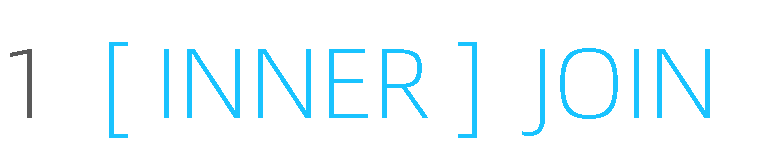 1 [ INNER ] JOIN